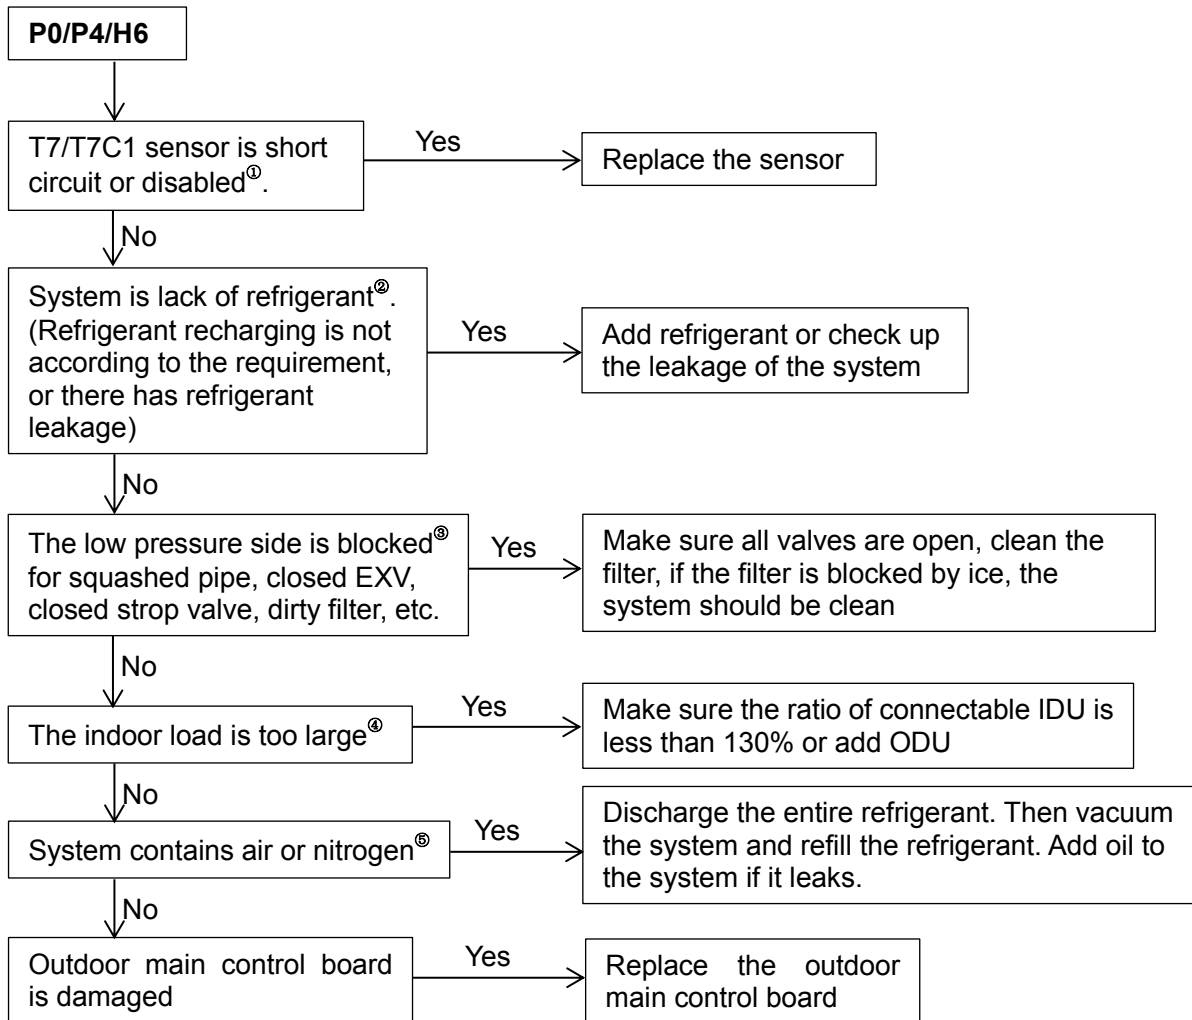 P0/P4/H6
T7/T7C1 sensor is short
circuit or disabled①.
Yes
Replace the sensor
No
System is lack of refrigerant②.
(Refrigerant recharging is not
according to the requirement,
or there has refrigerant
leakage)
Yes
Add refrigerant or check up
the leakage of the system
No
The low pressure side is blocked③
for squashed pipe, closed EXV,
closed strop valve, dirty filter, etc.
Yes
Make sure all valves are open, clean the
filter, if the filter is blocked by ice, the
system should be clean
No
The indoor load is too large④
Yes
Make sure the ratio of connectable IDU is
less than 130% or add ODU
No
System contains air or nitrogen⑤
Yes
Discharge the entire refrigerant. Then vacuum
the system and refill the refrigerant. Add oil to
the system if it leaks.
No
Outdoor main control board
is damaged
Yes
Replace the outdoor
main control board